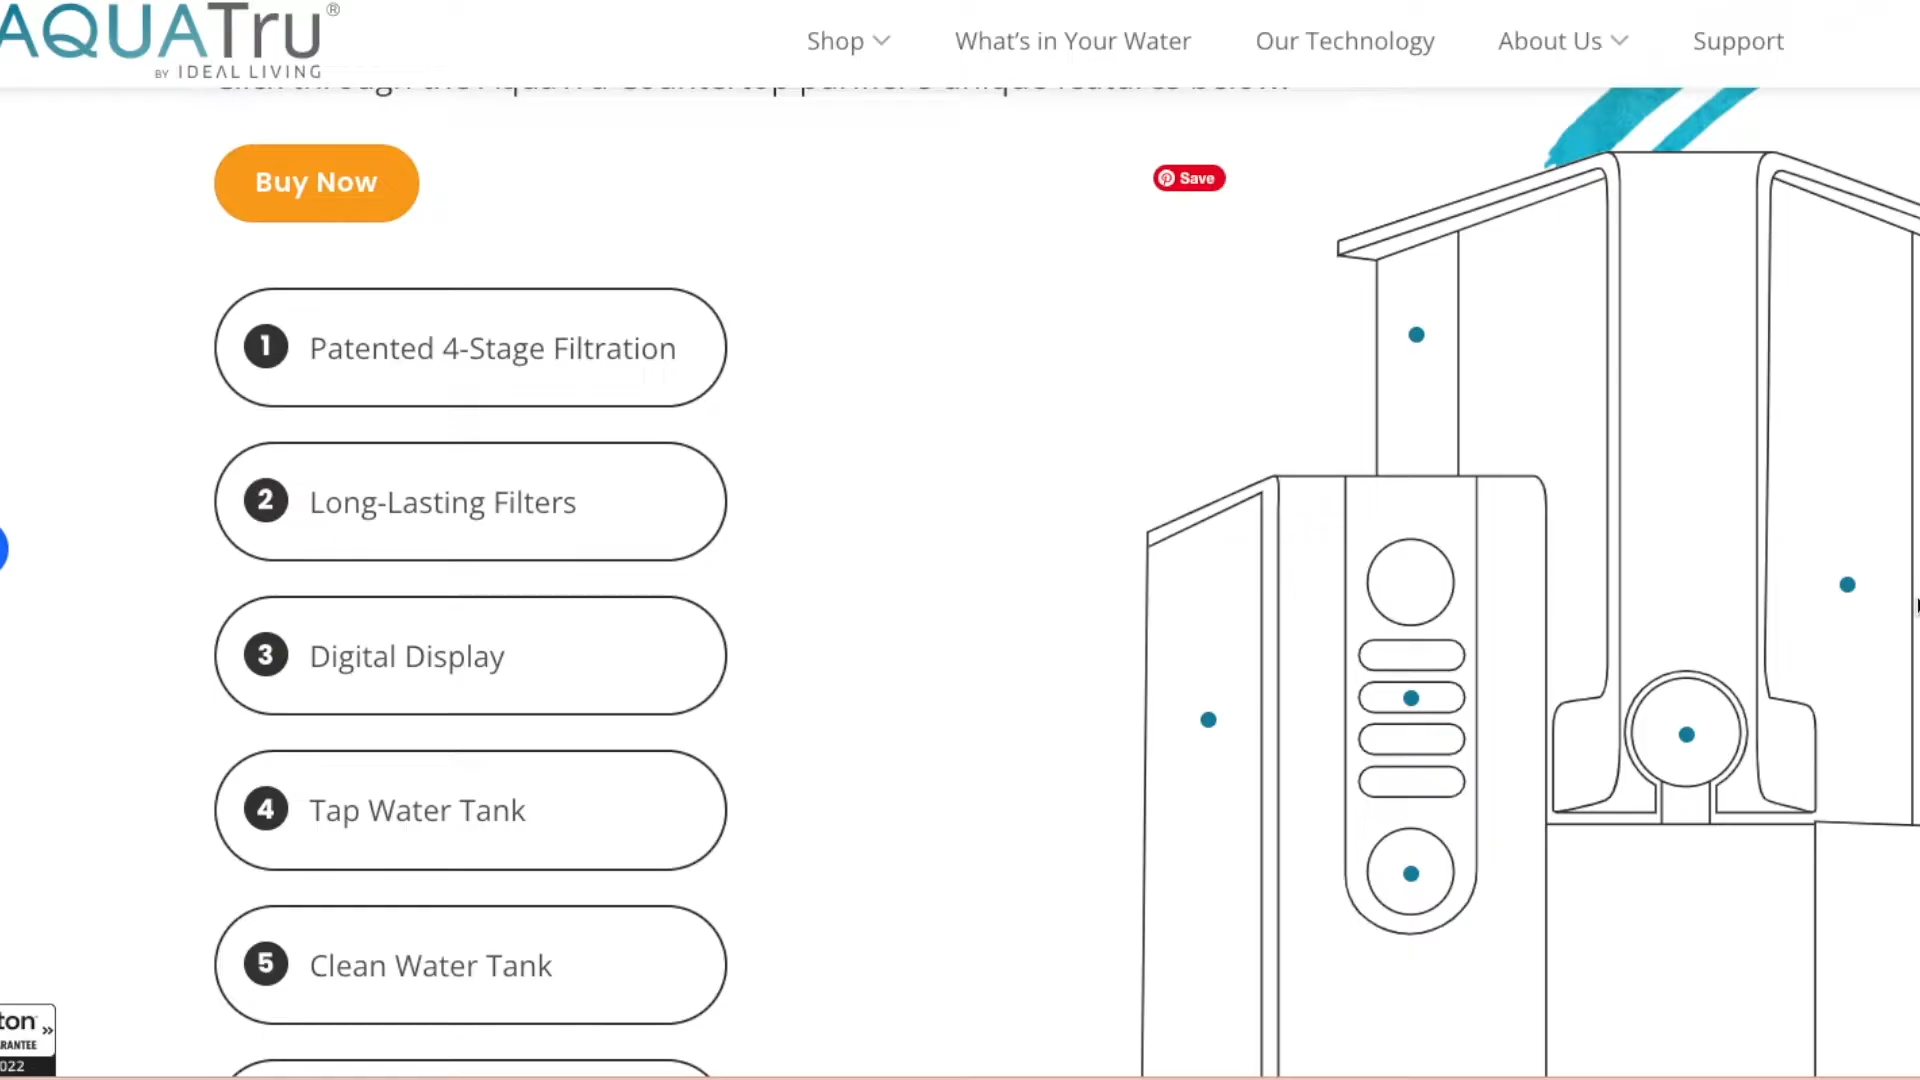 AQUATru®
BY IDEAL LIVING
Shop
What's in Your Water
Our Technology
About Us
Support
Buy Now
Save
1 Patented 4-Stage Filtration
2 Long-Lasting Filters
3 Digital Display
4 Tap Water Tank
5 Clean Water Tank